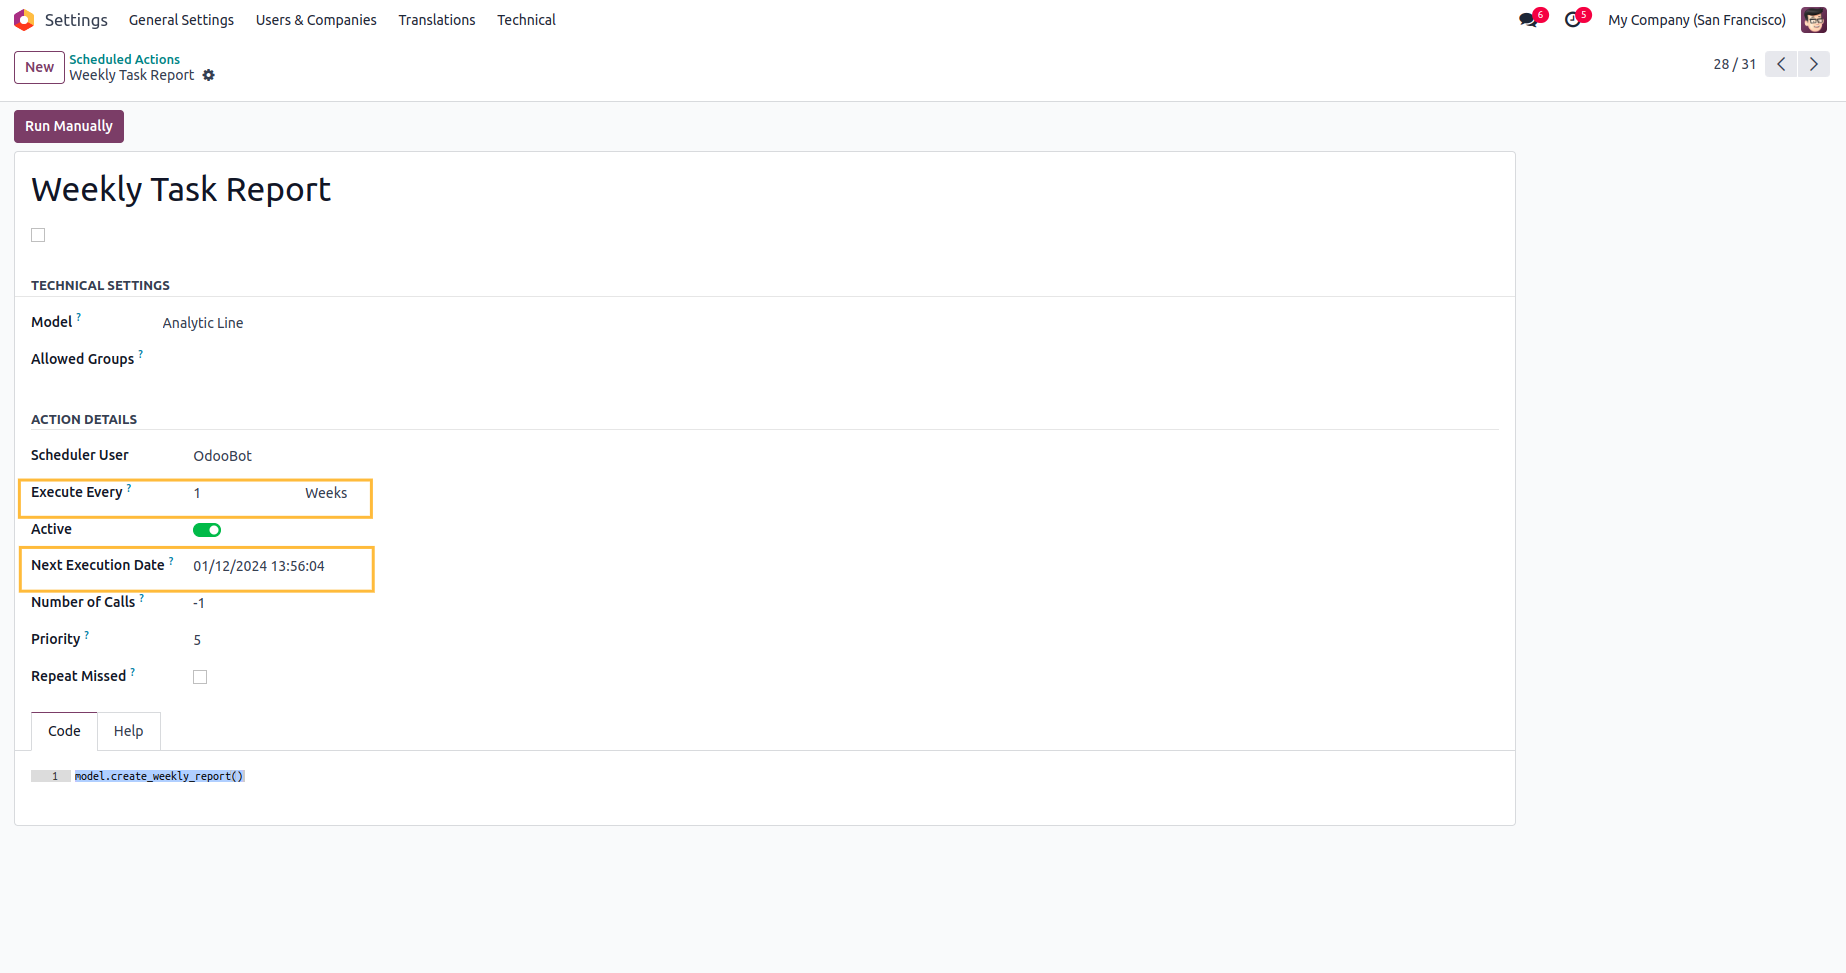 Settings General Settings Users & Companies Translations Technical 6 5 My Company (San Francisco)
New Scheduled Actions
Weekly Task Report 28 / 31
Run Manually
Weekly Task Report
TECHNICAL SETTINGS
Model ? Analytic Line
Allowed Groups ?
ACTION DETAILS
Scheduler User OdooBot
Execute Every ? 1 Weeks
Active
Next Execution Date ? 01/12/2024 13:56:04
Number of Calls ? -1
Priority ? 5
Repeat Missed ?
Code Help
1 model.create_weekly_report()